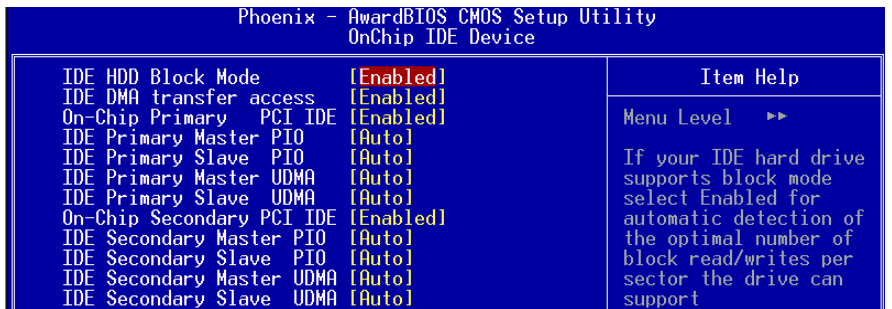 Phoenix - AwardBIOS CMOS Setup Utility
OnChip IDE Device
IDE HDD Block Mode [Enabled]
IDE DMA transfer access [Enabled]
On-Chip Primary PCI IDE [Enabled]
IDE Primary Master PIO [Auto]
IDE Primary Slave PIO [Auto]
IDE Primary Master UDMA [Auto]
IDE Primary Slave UDMA [Auto]
On-Chip Secondary PCI IDE [Enabled]
IDE Secondary Master PIO [Auto]
IDE Secondary Slave PIO [Auto]
IDE Secondary Master UDMA [Auto]
IDE Secondary Slave UDMA [Auto]
Item Help
Menu Level ▸▸
If your IDE hard drive
supports block mode
select Enabled for
automatic detection of
the optimal number of
block read/writes per
sector the drive can
support